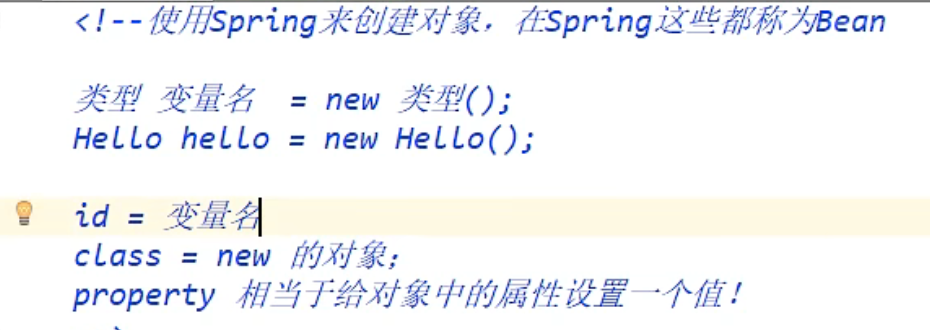 <!--使用Spring来创建对象，在Spring这些都称为Bean
类型 变量名 = new 类型();
Hello hello = new Hello();
id = 变量名
class = new 的对象;
property 相当于给对象中的属性设置一个值!